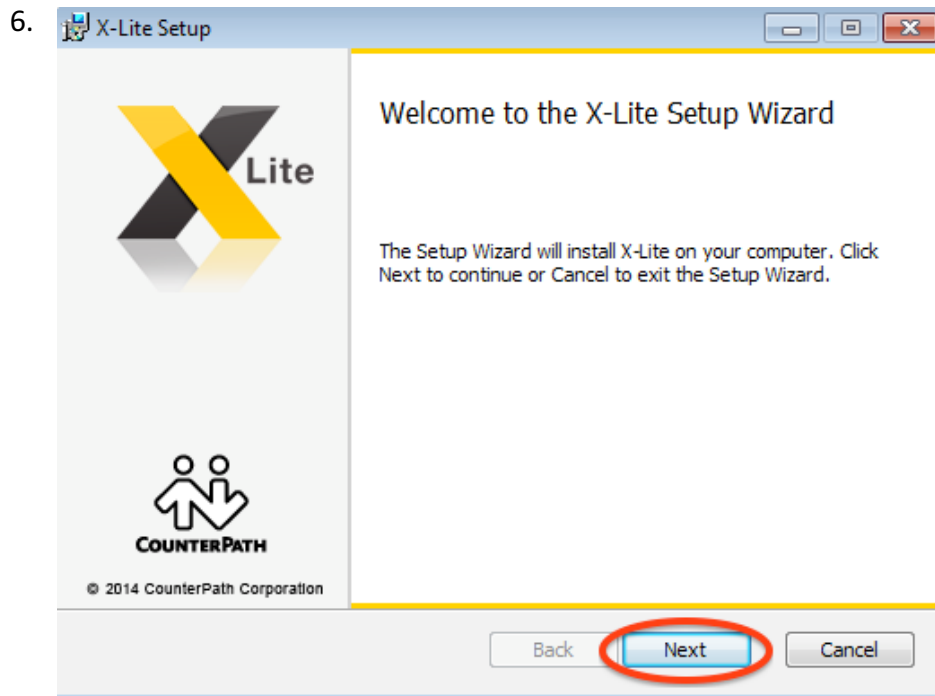 6.
X-Lite Setup
X Lite
Welcome to the X-Lite Setup Wizard
The Setup Wizard will install X-Lite on your computer. Click
Next to continue or Cancel to exit the Setup Wizard.
COUNTERPATH
© 2014 CounterPath Corporation
Back Next Cancel